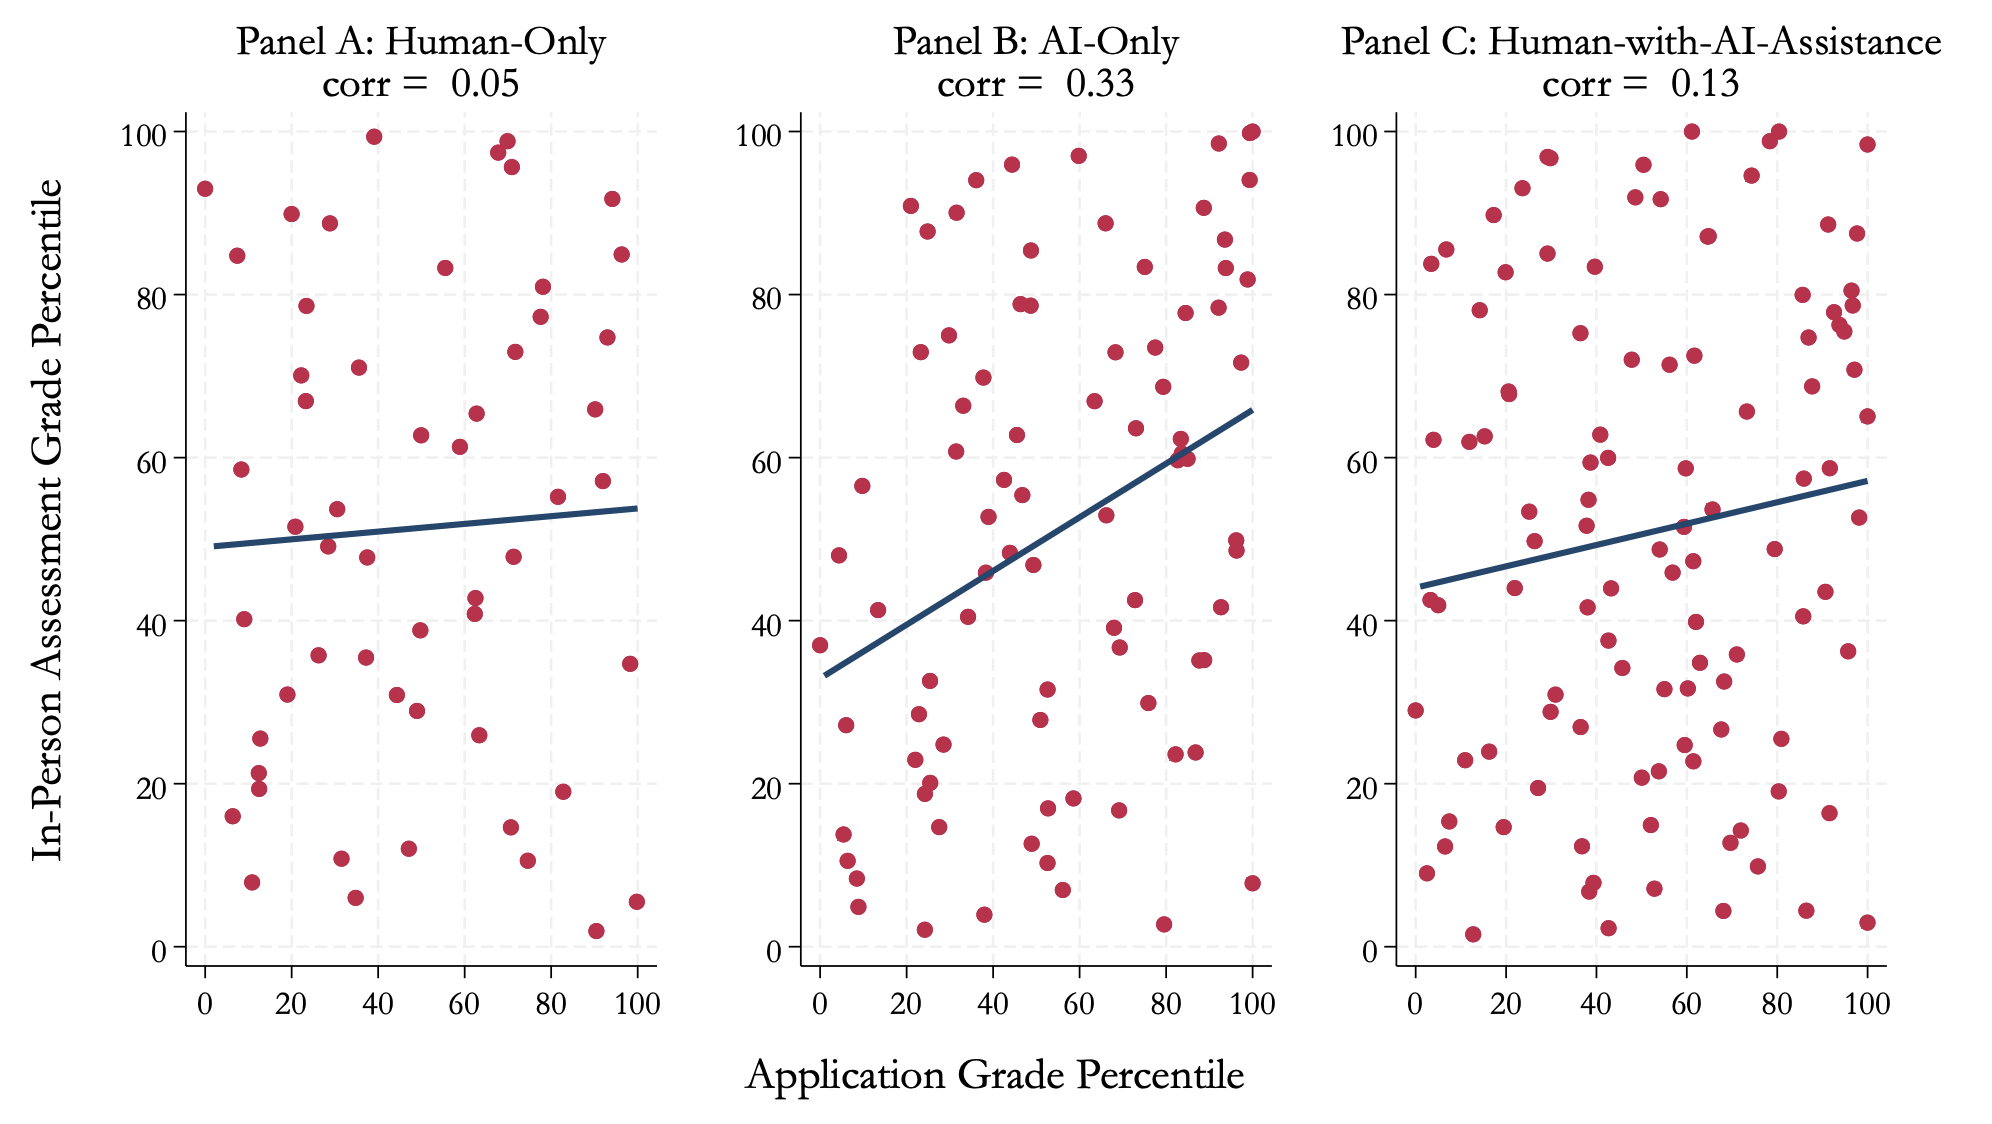 Panel A: Human-Only
corr = 0.05
Panel B: AI-Only
corr = 0.33
Panel C: Human-with-AI-Assistance
corr = 0.13
In-Person Assessment Grade Percentile
100
80
60
40
20
0
0 20 40 60 80 100
100
80
60
40
20
0
0 20 40 60 80 100
100
80
60
40
20
0
0 20 40 60 80 100
Application Grade Percentile